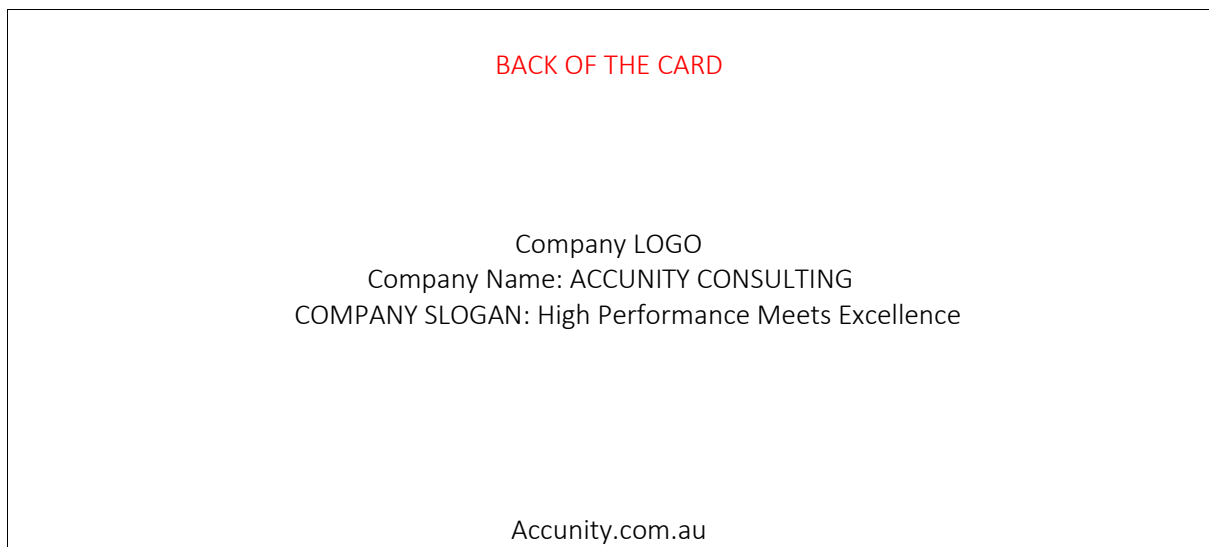 BACK OF THE CARD
Company LOGO
Company Name: ACCUNITY CONSULTING
COMPANY SLOGAN: High Performance Meets Excellence
Accunity.com.au